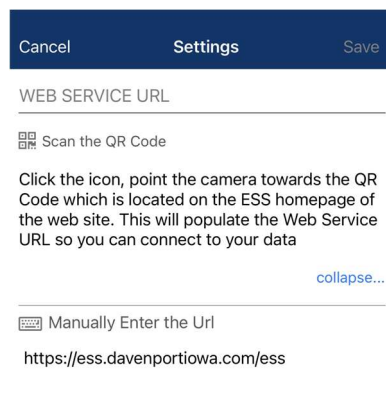 Cancel Settings Save
WEB SERVICE URL
Scan the QR Code
Click the icon, point the camera towards the QR
Code which is located on the ESS homepage of
the web site. This will populate the Web Service
URL so you can connect to your data
collapse...
Manually Enter the Url
https://ess.davenportiowa.com/ess